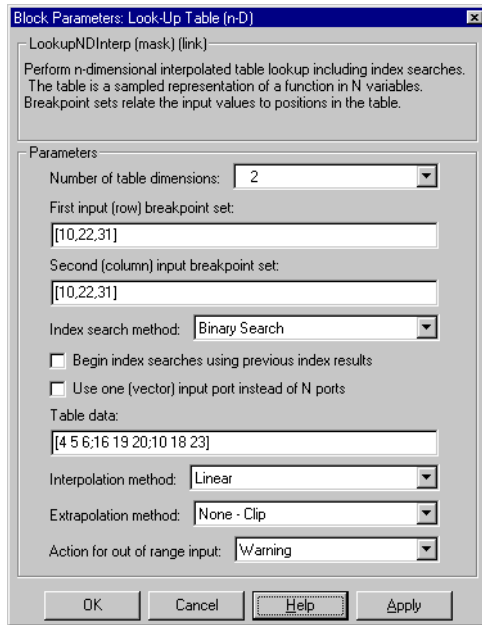 Block Parameters: Look-Up Table (n-D)
LookupNDInterp (mask) (link)
Perform n-dimensional interpolated table lookup including index searches.
The table is a sampled representation of a function in N variables.
Breakpoint sets relate the input values to positions in the table.
Parameters
Number of table dimensions: 2
First input (row) breakpoint set:
[10,22,31]
Second (column) input breakpoint set:
[10,22,31]
Index search method: Binary Search
Begin index searches using previous index results
Use one (vector) input port instead of N ports
Table data:
[4 5 6;16 19 20;10 18 23]
Interpolation method: Linear
Extrapolation method: None - Clip
Action for out of range input: Warning
OK Cancel Help Apply